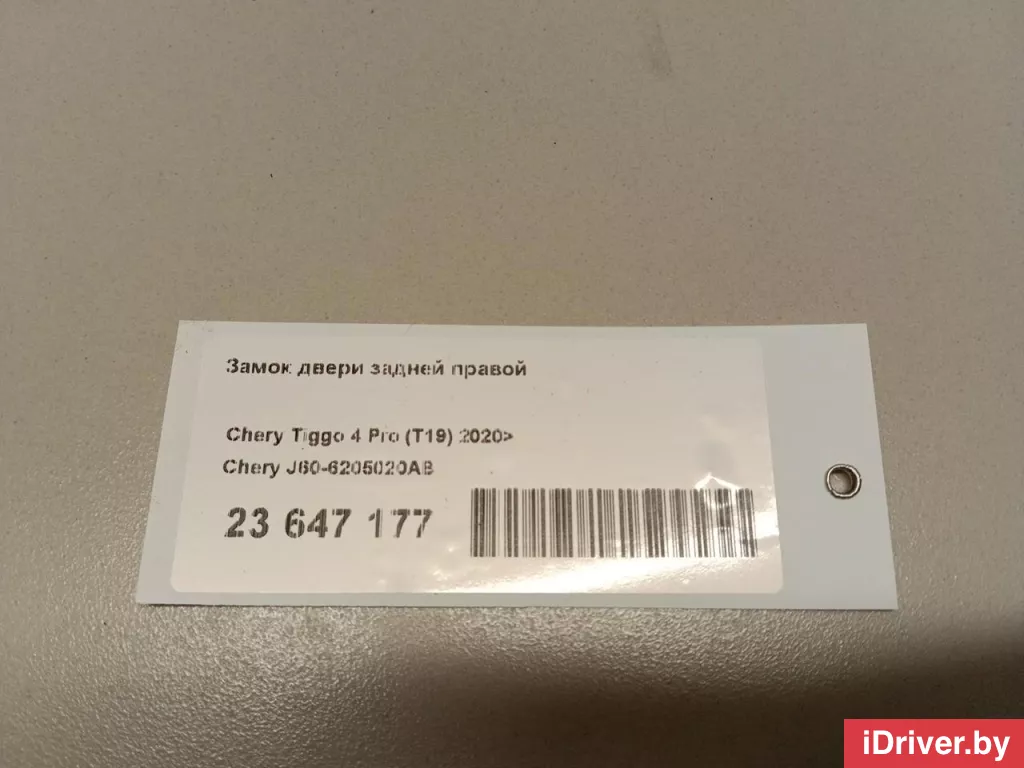 Замок двери задней правой
Chery Tiggo 4 Pro (T19) 2020>
Chery J60-6205020AB
23 647 177
iDriver.by